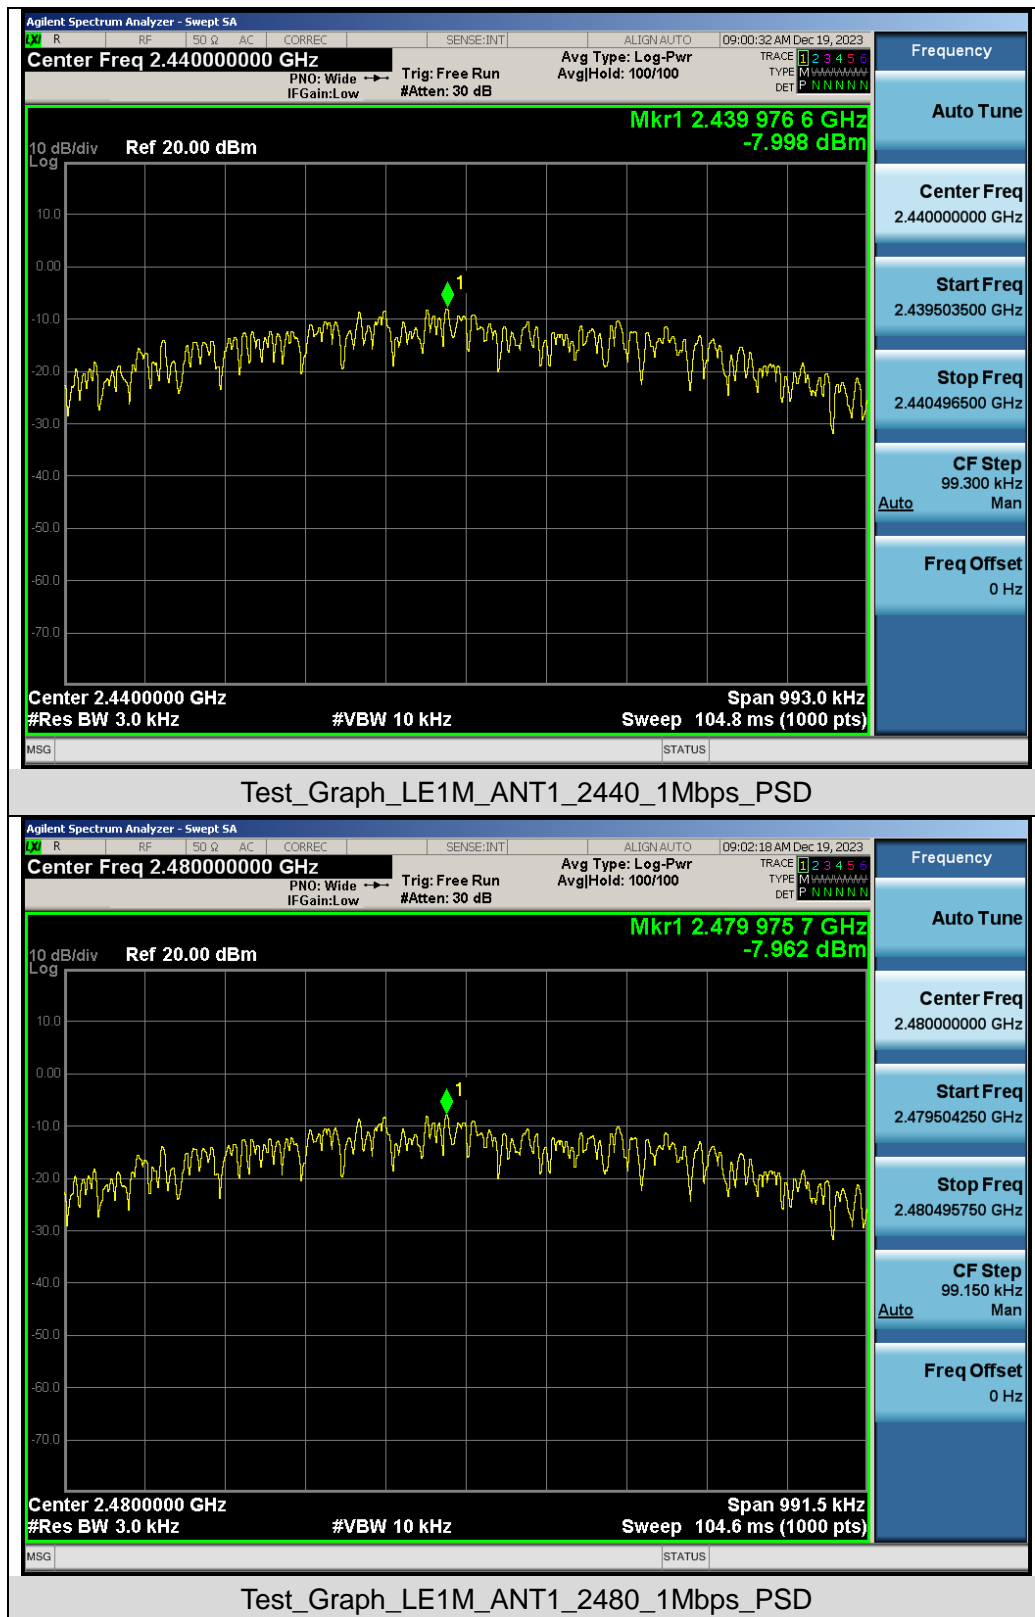 Agilent Spectrum Analyzer - Swept SA
LXI R RF 50 Ω AC CORREC SENSE:INT ALIGN AUTO 09:00:32 AM Dec 19, 2023
Center Freq 2.440000000 GHz
PNO: Wide
IFGain:Low
Trig: Free Run
#Atten: 30 dB
Avg Type: Log-Pwr
Avg|Hold: 100/100
TRACE 1 2 3 4 5 6
TYPE M WWWWW
DET P N N N N N
Frequency
Auto Tune
Center Freq
2.440000000 GHz
Start Freq
2.439503500 GHz
Stop Freq
2.440496500 GHz
CF Step
99.300 kHz
Auto Man
Freq Offset
0 Hz
Mkr1 2.439 976 6 GHz
-7.998 dBm
10 dB/div Ref 20.00 dBm
Log
10.0
0.00
-10.0
-20.0
-30.0
-40.0
-50.0
-60.0
-70.0
1
Center 2.4400000 GHz Span 993.0 kHz
#Res BW 3.0 kHz #VBW 10 kHz Sweep 104.8 ms (1000 pts)
MSG STATUS
Test_Graph_LE1M_ANT1_2440_1Mbps_PSD
Agilent Spectrum Analyzer - Swept SA
LXI R RF 50 Ω AC CORREC SENSE:INT ALIGN AUTO 09:02:18 AM Dec 19, 2023
Center Freq 2.480000000 GHz
PNO: Wide
IFGain:Low
Trig: Free Run
#Atten: 30 dB
Avg Type: Log-Pwr
Avg|Hold: 100/100
TRACE 1 2 3 4 5 6
TYPE M WWWWW
DET P N N N N N
Frequency
Auto Tune
Center Freq
2.480000000 GHz
Start Freq
2.479504250 GHz
Stop Freq
2.480495750 GHz
CF Step
99.150 kHz
Auto Man
Freq Offset
0 Hz
Mkr1 2.479 975 7 GHz
-7.962 dBm
10 dB/div Ref 20.00 dBm
Log
10.0
0.00
-10.0
-20.0
-30.0
-40.0
-50.0
-60.0
-70.0
1
Center 2.4800000 GHz Span 991.5 kHz
#Res BW 3.0 kHz #VBW 10 kHz Sweep 104.6 ms (1000 pts)
MSG STATUS
Test_Graph_LE1M_ANT1_2480_1Mbps_PSD